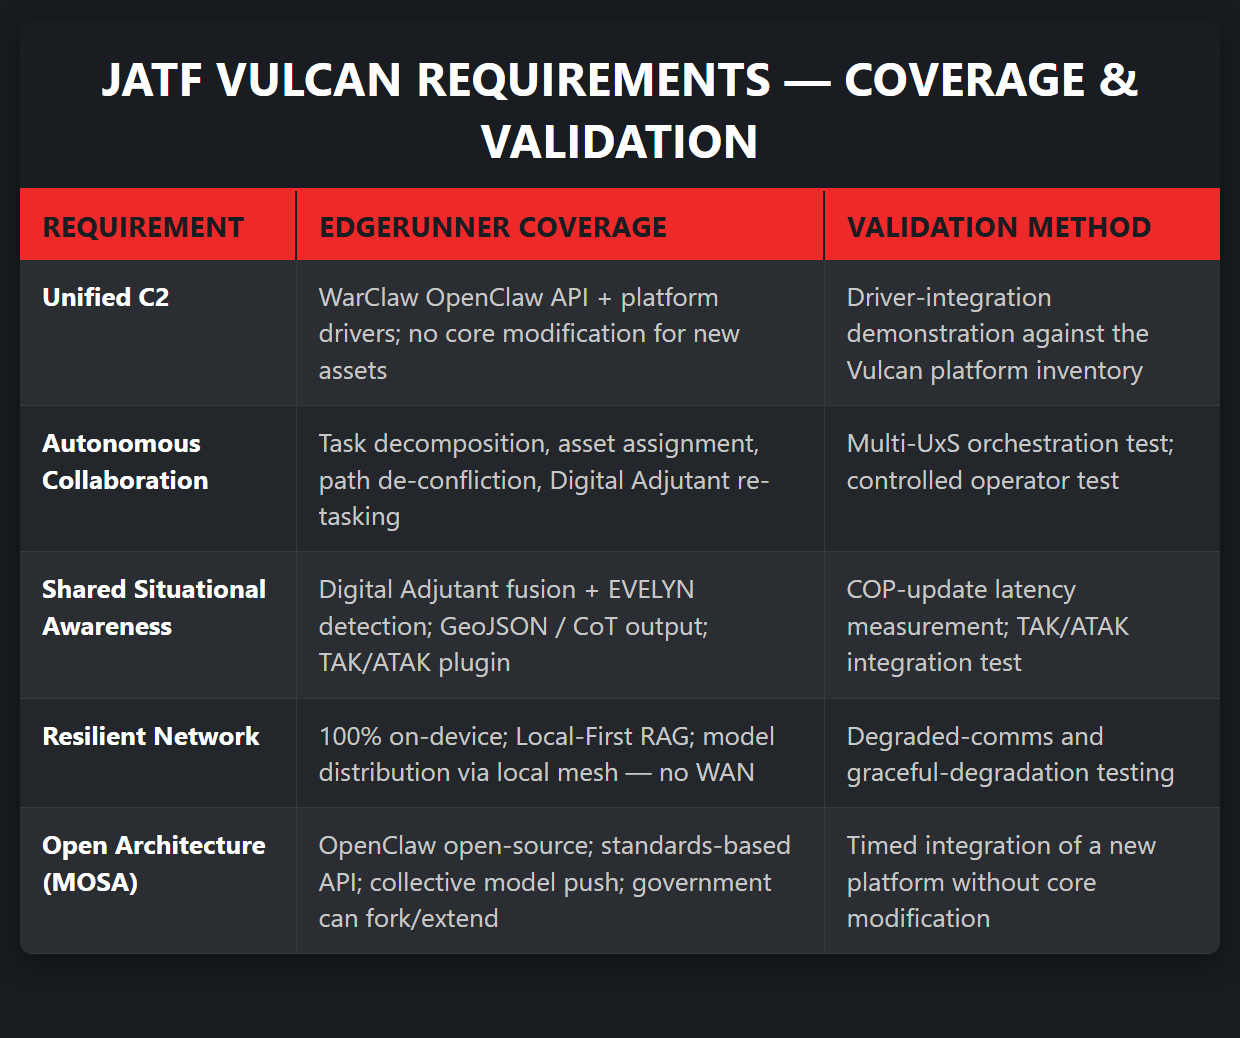 JATF VULCAN REQUIREMENTS — COVERAGE &
VALIDATION
REQUIREMENT
EDGERUNNER COVERAGE
VALIDATION METHOD
Unified C2
WarClaw OpenClaw API + platform
drivers; no core modification for new
assets
Driver-integration
demonstration against the
Vulcan platform inventory
Autonomous
Collaboration
Task decomposition, asset assignment,
path de-confliction, Digital Adjutant re-
tasking
Multi-UxS orchestration test;
controlled operator test
Shared Situational
Awareness
Digital Adjutant fusion + EVELYN
detection; GeoJSON / CoT output;
TAK/ATAK plugin
COP-update latency
measurement; TAK/ATAK
integration test
Resilient Network
100% on-device; Local-First RAG; model
distribution via local mesh — no WAN
Degraded-comms and
graceful-degradation testing
Open Architecture
(MOSA)
OpenClaw open-source; standards-based
API; collective model push; government
can fork/extend
Timed integration of a new
platform without core
modification